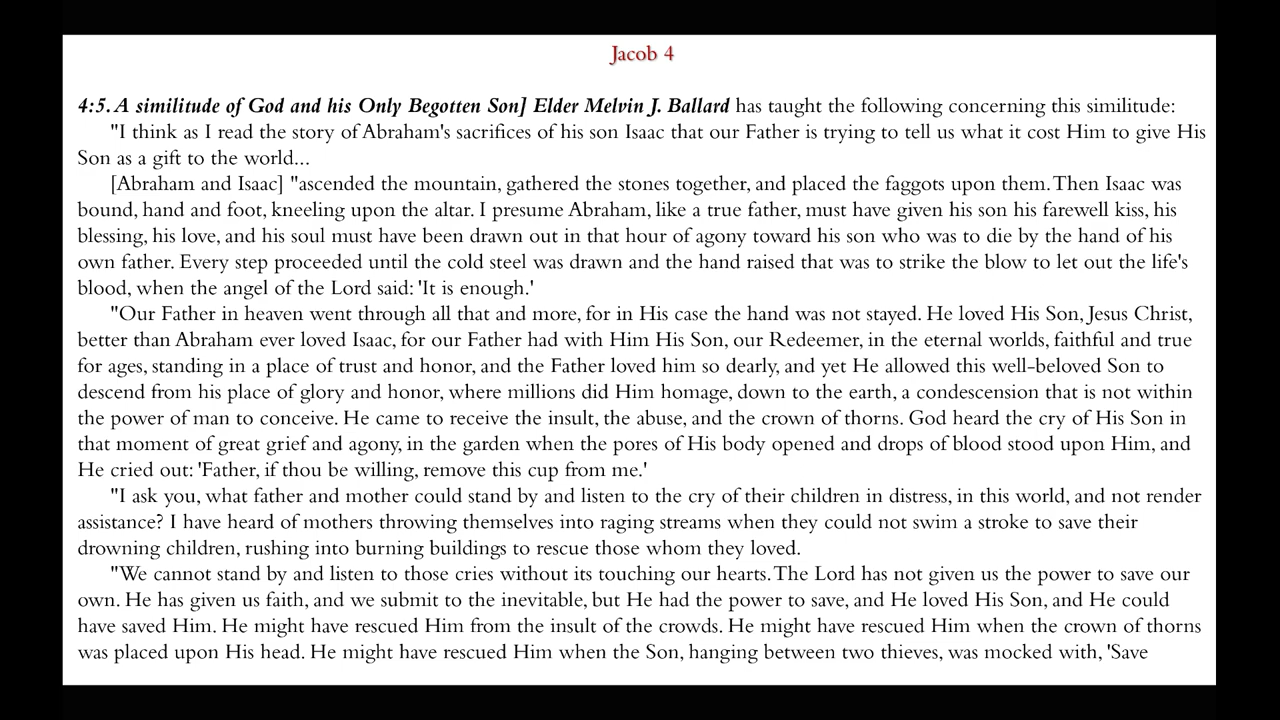 Jacob 4
4:5. A similitude of God and his Only Begotten Son] Elder Melvin J. Ballard has taught the following concerning this similitude:
"I think as I read the story of Abraham's sacrifices of his son Isaac that our Father is trying to tell us what it cost Him to give His
Son as a gift to the world...
[Abraham and Isaac] "ascended the mountain, gathered the stones together, and placed the faggots upon them. Then Isaac was
bound, hand and foot, kneeling upon the altar. I presume Abraham, like a true father, must have given his son his farewell kiss, his
blessing, his love, and his soul must have been drawn out in that hour of agony toward his son who was to die by the hand of his
own father. Every step proceeded until the cold steel was drawn and the hand raised that was to strike the blow to let out the life's
blood, when the angel of the Lord said: 'It is enough.'
"Our Father in heaven went through all that and more, for in His case the hand was not stayed. He loved His Son, Jesus Christ,
better than Abraham ever loved Isaac, for our Father had with Him His Son, our Redeemer, in the eternal worlds, faithful and true
for ages, standing in a place of trust and honor, and the Father loved him so dearly, and yet He allowed this well-beloved Son to
descend from his place of glory and honor, where millions did Him homage, down to the earth, a condescension that is not within
the power of man to conceive. He came to receive the insult, the abuse, and the crown of thorns. God heard the cry of His Son in
that moment of great grief and agony, in the garden when the pores of His body opened and drops of blood stood upon Him, and
He cried out: 'Father, if thou be willing, remove this cup from me.'
"I ask you, what father and mother could stand by and listen to the cry of their children in distress, in this world, and not render
assistance? I have heard of mothers throwing themselves into raging streams when they could not swim a stroke to save their
drowning children, rushing into burning buildings to rescue those whom they loved.
"We cannot stand by and listen to those cries without its touching our hearts. The Lord has not given us the power to save our
own. He has given us faith, and we submit to the inevitable, but He had the power to save, and He loved His Son, and He could
have saved Him. He might have rescued Him from the insult of the crowds. He might have rescued Him when the crown of thorns
was placed upon His head. He might have rescued Him when the Son, hanging between two thieves, was mocked with, 'Save